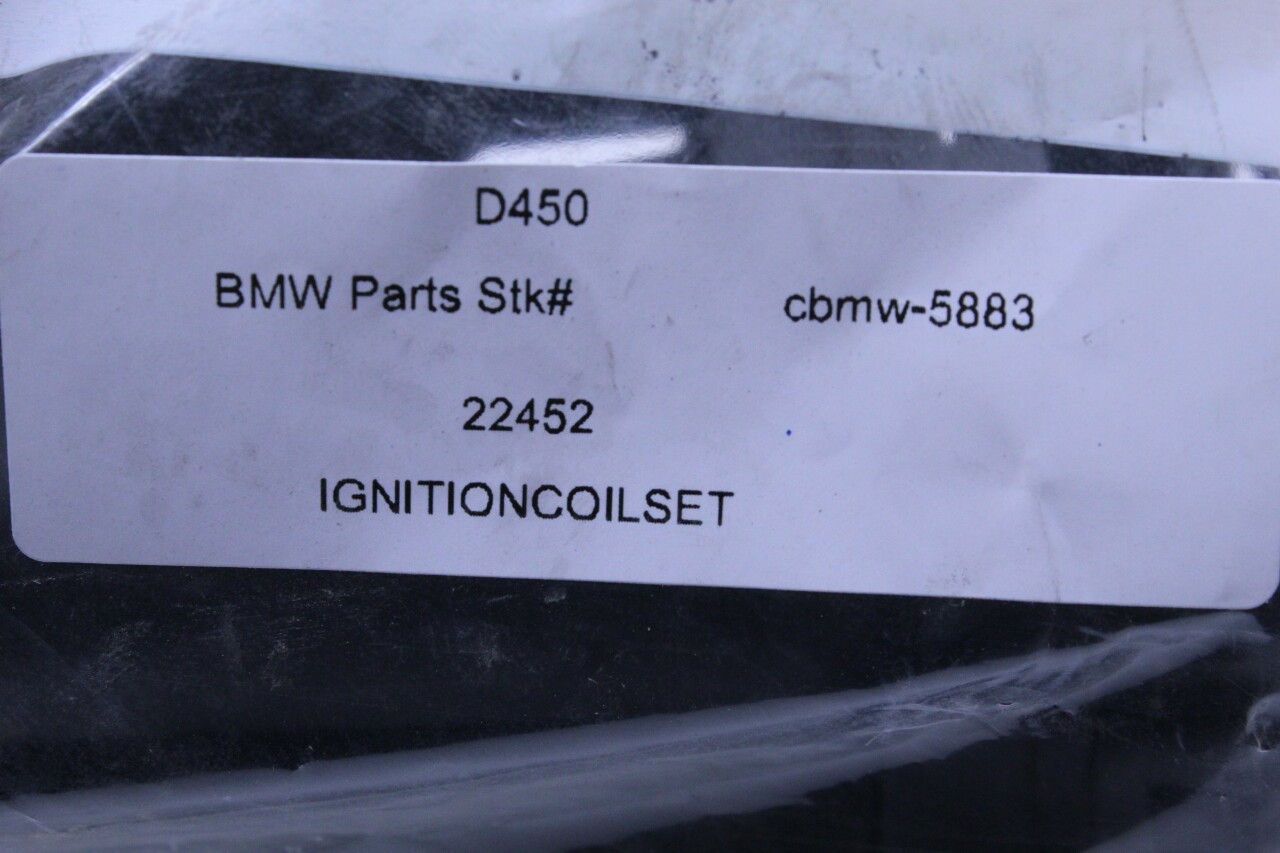 D450
BMW Parts Stk# cbmw-5883
22452
IGNITIONCOILSET